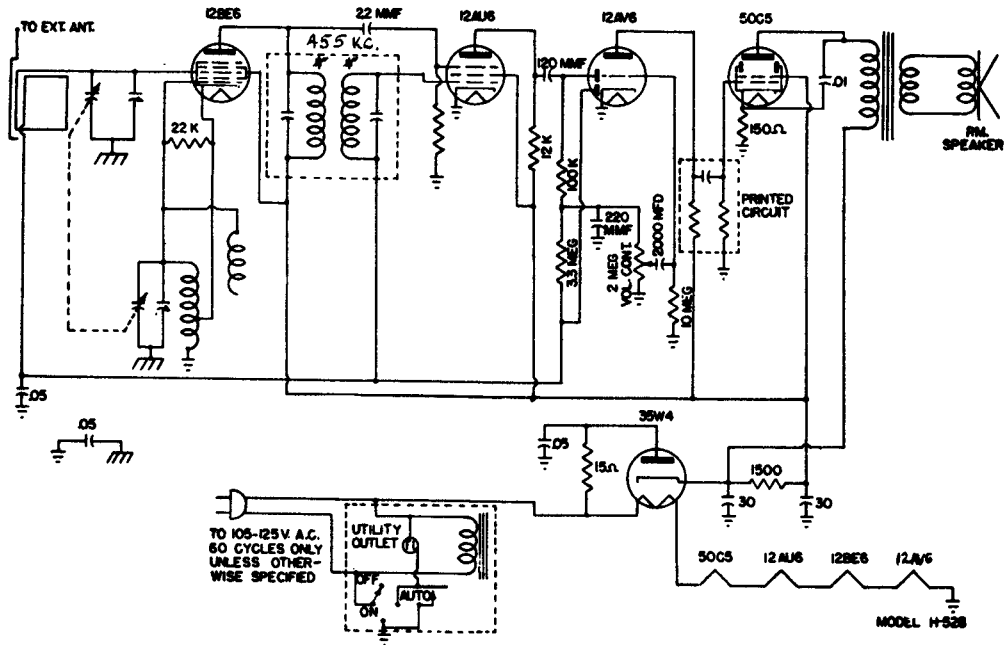 TO EXT. ANT.
12BE6
22 MMF
12AU6
12AV6
50C5
455 K.C.
120 MMF
.01
22 K
12 K
100 K
150Ω
P.M.
SPEAKER
PRINTED
CIRCUIT
220
MMF
2000 MFD
3.3 MEG
2 MEG
VOL. CONT.
10 MEG
.05
.05
35W4
.05
15Ω
1500
30
30
TO 105-125V. A.C.
60 CYCLES ONLY
UNLESS OTHER-
WISE SPECIFIED
UTILITY
OUTLET
OFF
AUTO
ON
50C5
12AU6
12BE6
12AV6
MODEL H-528